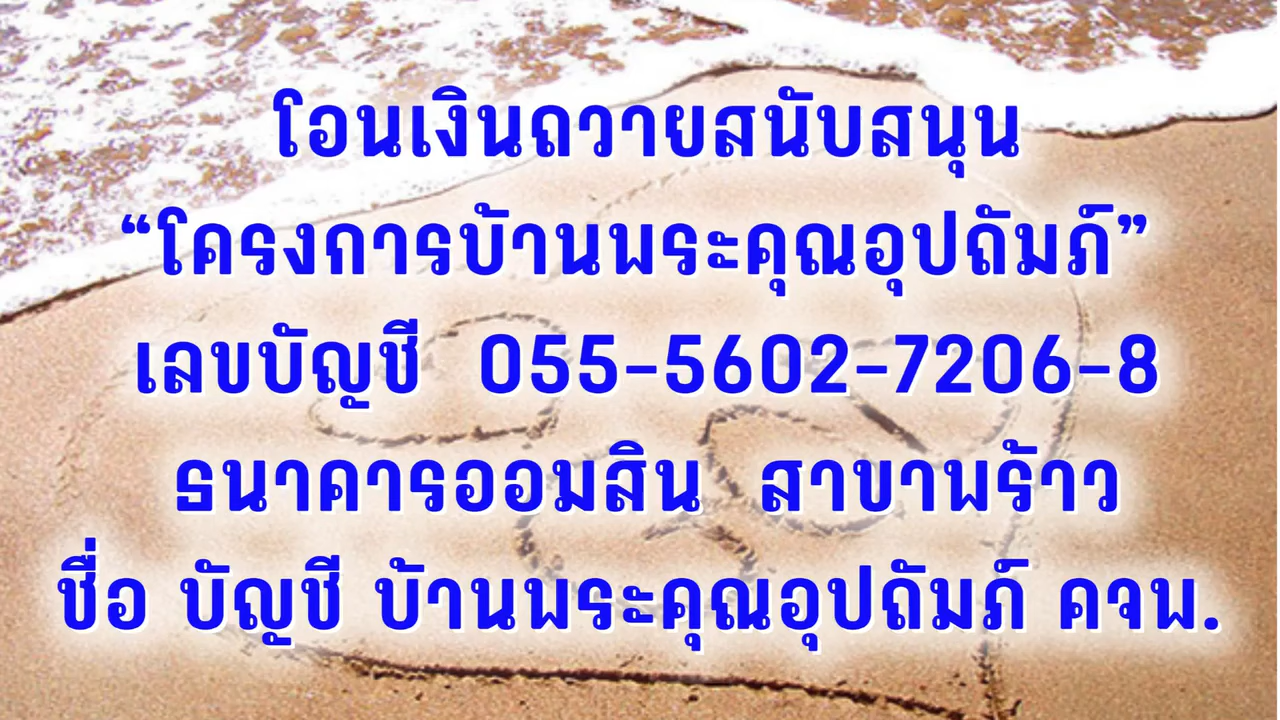 โอนเงินถวายสนับสนุน
“โครงการบ้านพระคุณอุปถัมภ์”
เลขบัญชี 055-5602-7206-8
ธนาคารออมสิน สาขาพร้าว
ชื่อ บัญชี บ้านพระคุณอุปถัมภ์ คจพ.